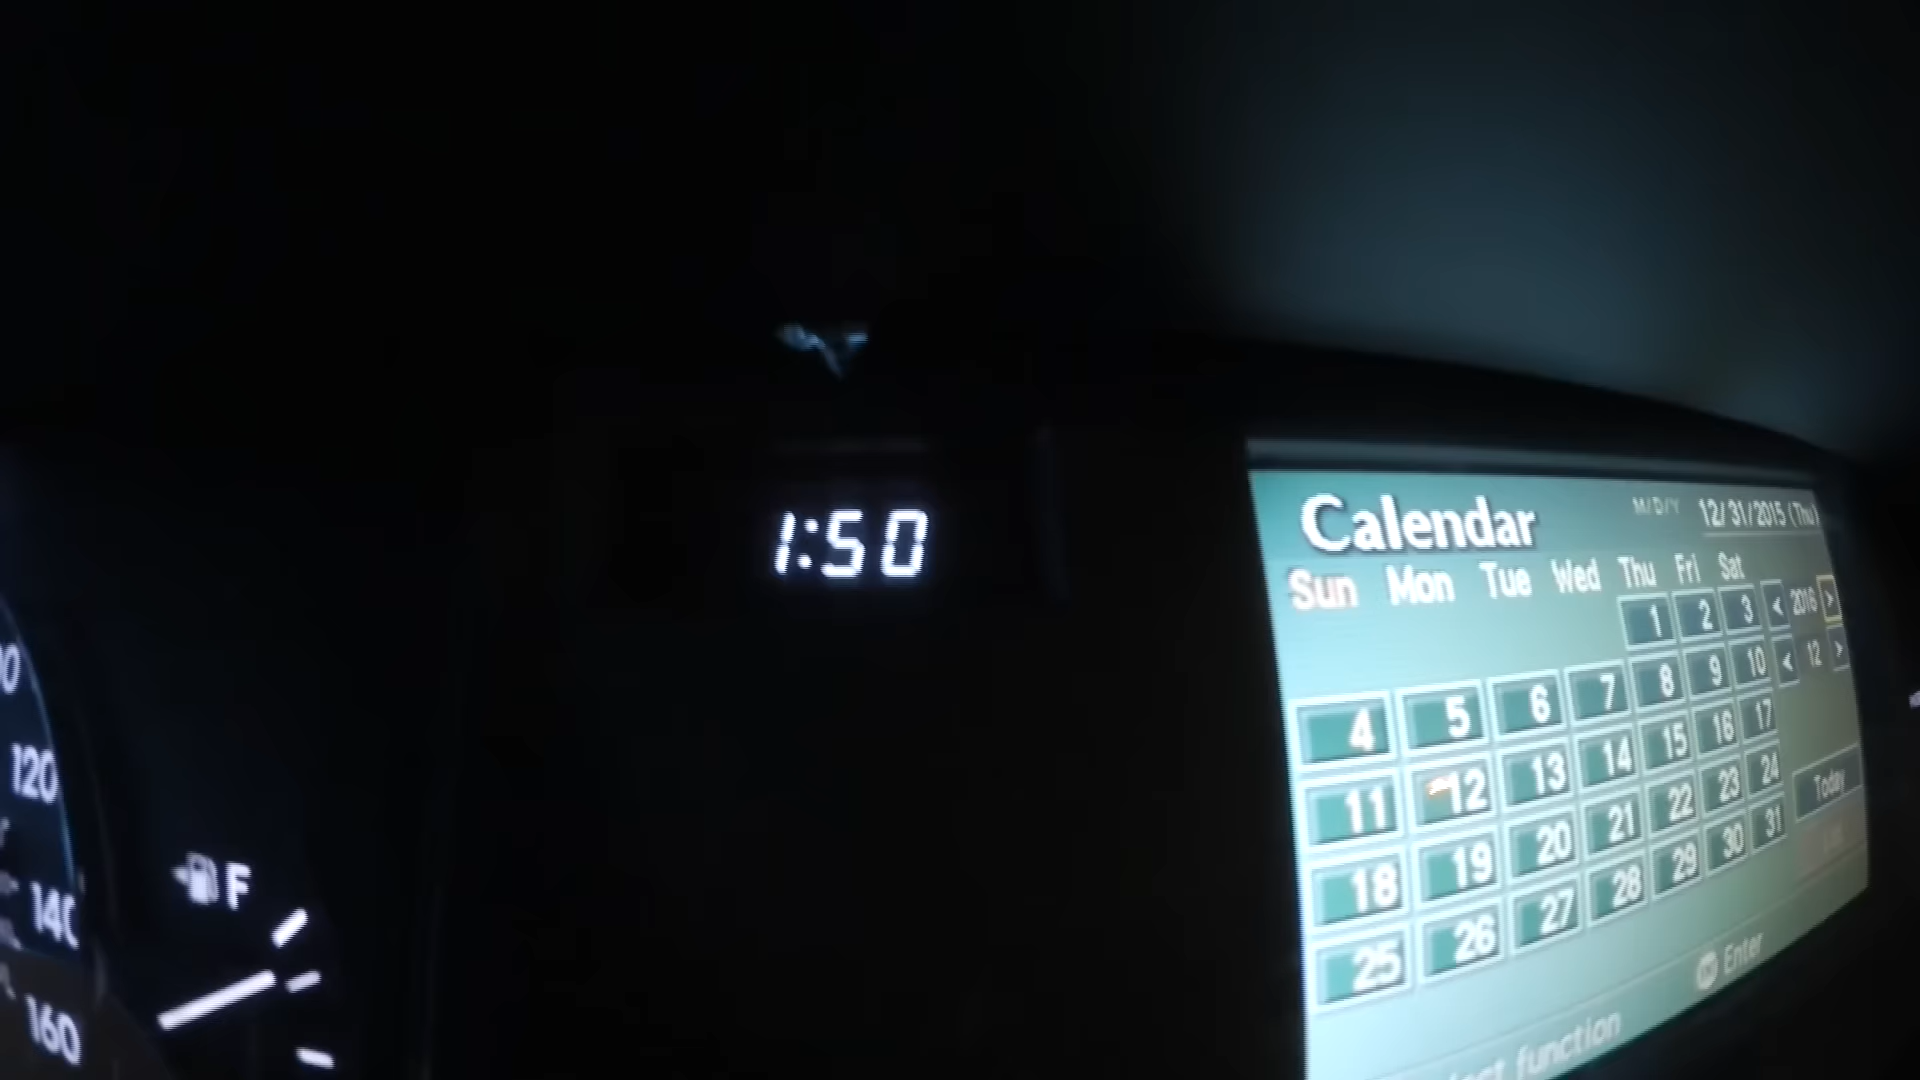 1:50
Calendar
M/D/Y 12/31/2015 (Thu)
Sun Mon Tue Wed Thu Fri Sat
1 2 3 < 2016 >
4 5 6 7 8 9 10 < 12 >
11 12 13 14 15 16 17
18 19 20 21 22 23 24 Today
25 26 27 28 29 30 31
Enter
function
120
140
160
F